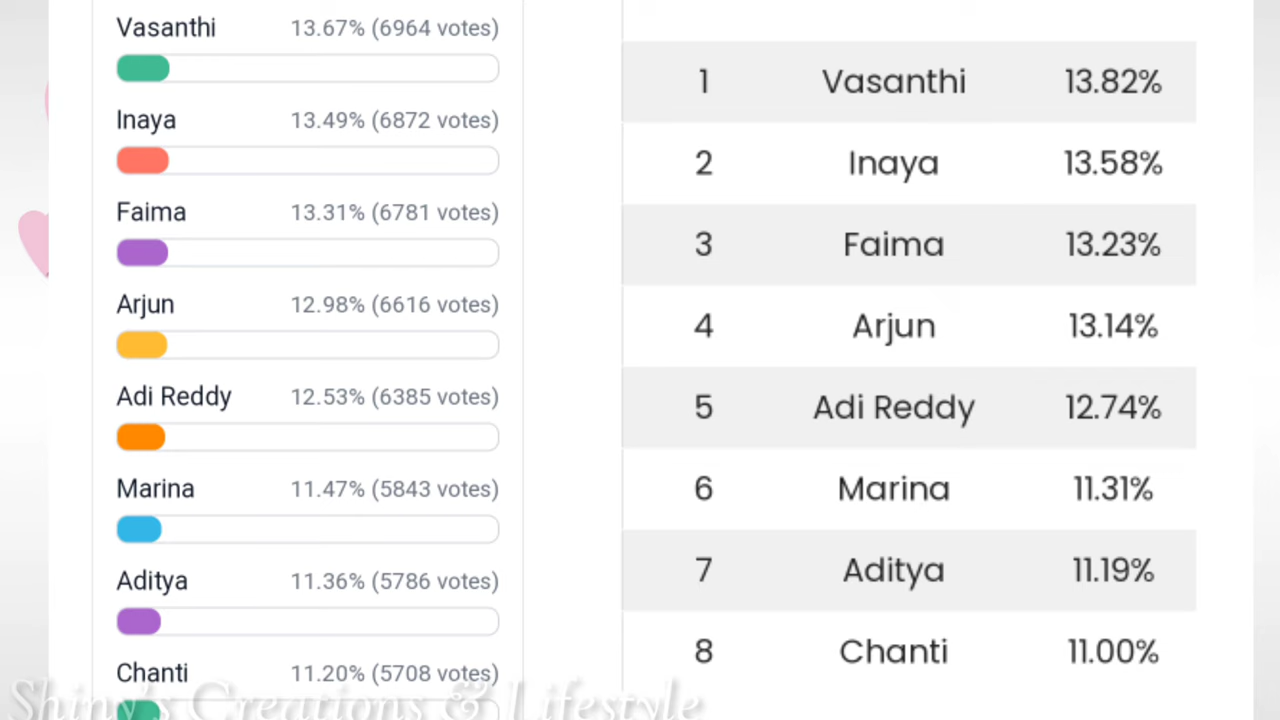 Vasanthi 13.67% (6964 votes)
Inaya 13.49% (6872 votes)
Faima 13.31% (6781 votes)
Arjun 12.98% (6616 votes)
Adi Reddy 12.53% (6385 votes)
Marina 11.47% (5843 votes)
Aditya 11.36% (5786 votes)
Chanti 11.20% (5708 votes)
1 Vasanthi 13.82%
2 Inaya 13.58%
3 Faima 13.23%
4 Arjun 13.14%
5 Adi Reddy 12.74%
6 Marina 11.31%
7 Aditya 11.19%
8 Chanti 11.00%
Shiny's Creations & Lifestyle